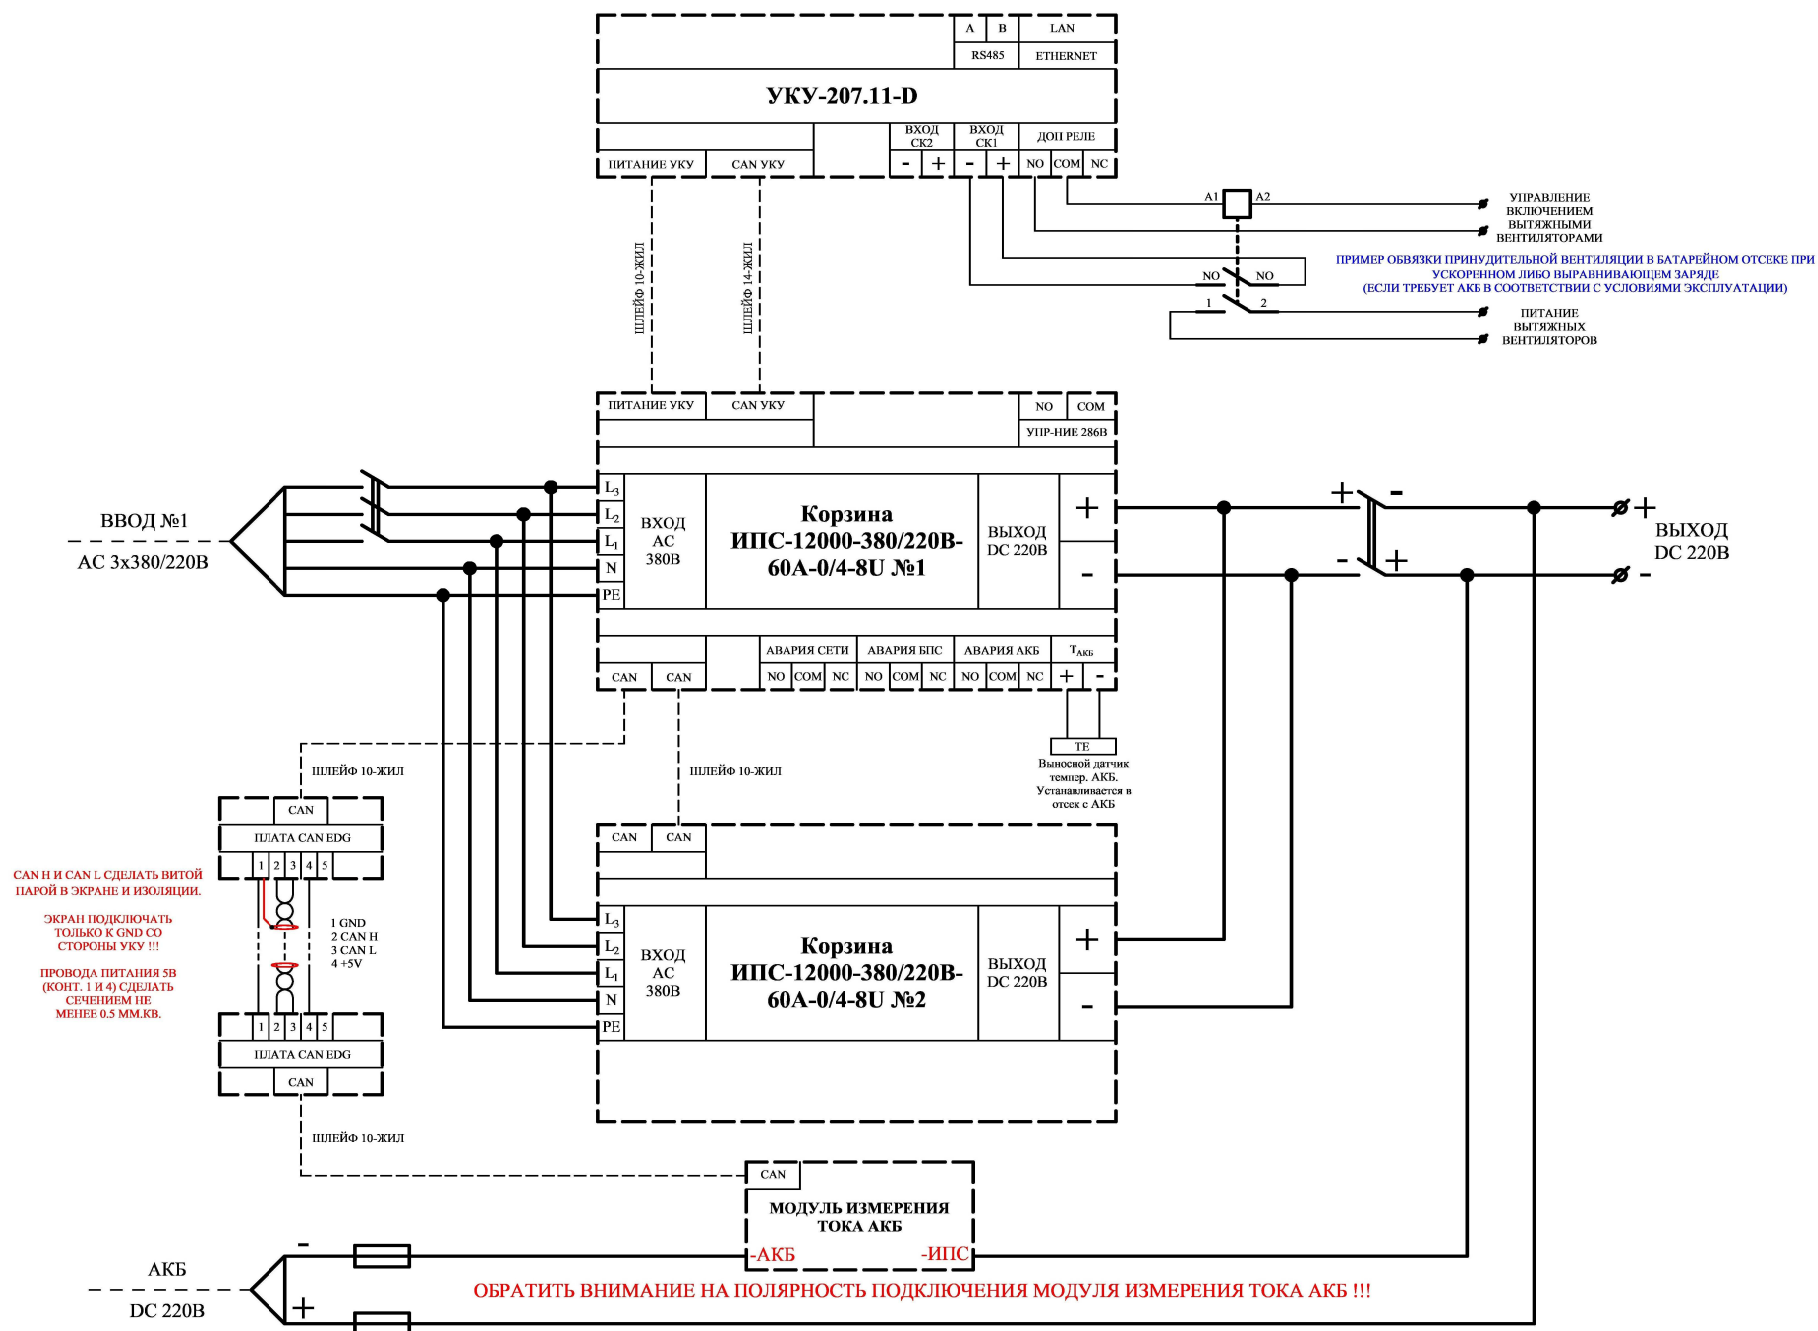 A B LAN
RS485 ETHERNET
УКУ-207.11-D
ВХОД СК2 ВХОД СК1 ДОП РЕЛЕ
ПИТАНИЕ УКУ CAN УКУ - + - + NO COM NC
ШЛЕЙФ 10-ЖИЛ
ШЛЕЙФ 14-ЖИЛ
A1 A2
УПРАВЛЕНИЕ
ВКЛЮЧЕНИЕМ
ВЫТЯЖНЫМИ
ВЕНТИЛЯТОРАМИ
ПРИМЕР ОБВЯЗКИ ПРИНУДИТЕЛЬНОЙ ВЕНТИЛЯЦИИ В БАТАРЕЙНОМ ОТСЕКЕ ПРИ
УСКОРЕННОМ ЛИБО ВЫРАВНИВАЮЩЕМ ЗАРЯДЕ
(ЕСЛИ ТРЕБУЕТ АКБ В СООТВЕТСТВИИ С УСЛОВИЯМИ ЭКСПЛУАТАЦИИ)
NO NO
1 2
ПИТАНИЕ
ВЫТЯЖНЫХ
ВЕНТИЛЯТОРОВ
ПИТАНИЕ УКУ CAN УКУ NO COM
УПР-НИЕ 286В
ВВОД №1
AC 3x380/220В
L3
L2
L1
N
PE
ВХОД
AC
380В
Корзина
ИПС-12000-380/220В-
60А-0/4-8U №1
ВЫХОД
DC 220В
+
-
+ -
- +
+
-
ВЫХОД
DC 220В
АВАРИЯ СЕТИ АВАРИЯ БПС АВАРИЯ АКБ TАКБ
CAN CAN NO COM NC NO COM NC NO COM NC + -
TE
Выносной датчик
темпер. АКБ.
Устанавливается в
отсек с АКБ
ШЛЕЙФ 10-ЖИЛ
ШЛЕЙФ 10-ЖИЛ
CAN
ПЛАТА CAN EDG
1 2 3 4 5
CAN H И CAN L СДЕЛАТЬ ВИТОЙ
ПАРОЙ В ЭКРАНЕ И ИЗОЛЯЦИИ.
ЭКРАН ПОДКЛЮЧАТЬ
ТОЛЬКО К GND СО
СТОРОНЫ УКУ !!!
ПРОВОДА ПИТАНИЯ 5В
(КОНТ. 1 И 4) СДЕЛАТЬ
СЕЧЕНИЕМ НЕ
МЕНЕЕ 0.5 ММ.КВ.
1 GND
2 CAN H
3 CAN L
4 +5V
1 2 3 4 5
ПЛАТА CAN EDG
CAN
ШЛЕЙФ 10-ЖИЛ
CAN CAN
L3
L2
L1
N
PE
ВХОД
AC
380В
Корзина
ИПС-12000-380/220В-
60А-0/4-8U №2
ВЫХОД
DC 220В
+
-
CAN
МОДУЛЬ ИЗМЕРЕНИЯ
ТОКА АКБ
-АКБ -ИПС
АКБ
DC 220В
-
+
ОБРАТИТЬ ВНИМАНИЕ НА ПОЛЯРНОСТЬ ПОДКЛЮЧЕНИЯ МОДУЛЯ ИЗМЕРЕНИЯ ТОКА АКБ !!!